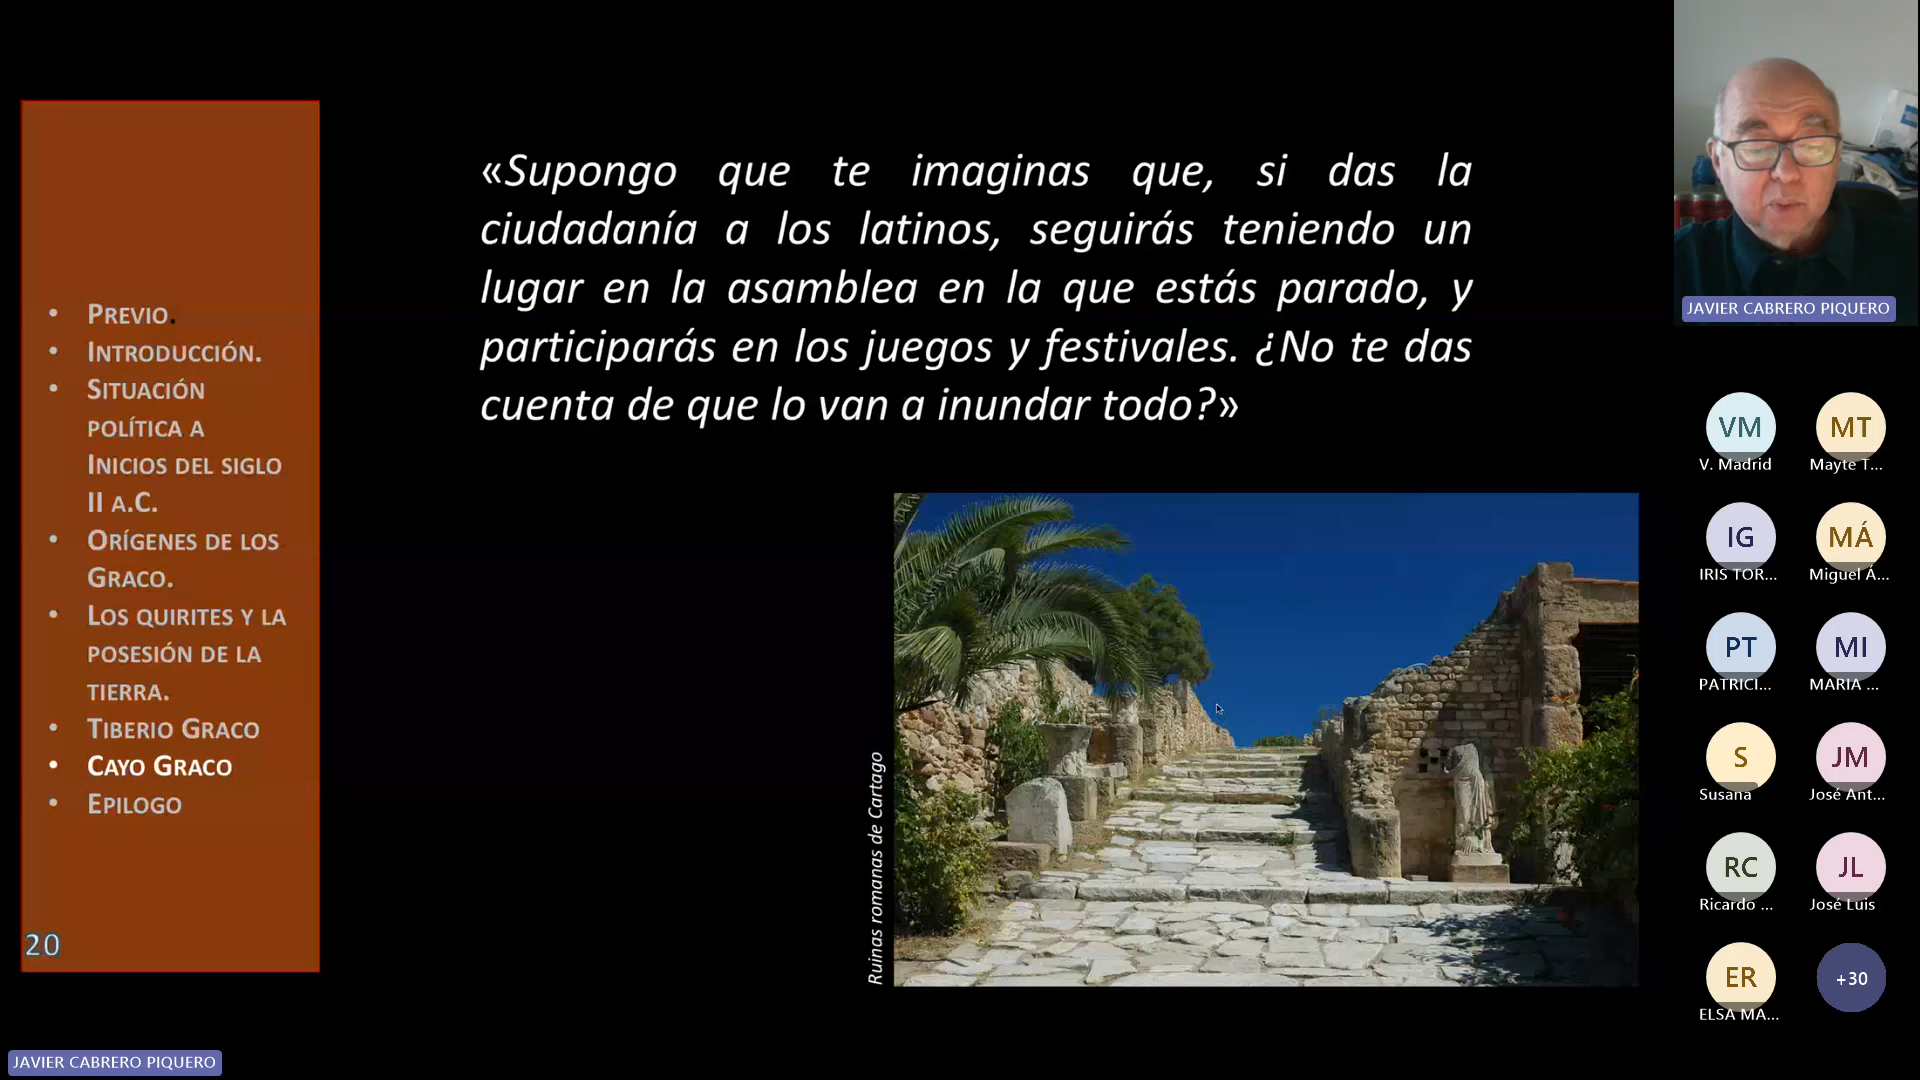 • PREVIO.
• INTRODUCCIÓN.
• SITUACIÓN
POLÍTICA A
INICIOS DEL SIGLO
II A.C.
• ORÍGENES DE LOS
GRACO.
• LOS QUIRITES Y LA
POSESIÓN DE LA
TIERRA.
• TIBERIO GRACO
• CAYO GRACO
• EPILOGO
20
«Supongo que te imaginas que, si das la
ciudadanía a los latinos, seguirás teniendo un
lugar en la asamblea en la que estás parado, y
participarás en los juegos y festivales. ¿No te das
cuenta de que lo van a inundar todo?»
Ruinas romanas de Cartago
JAVIER CABRERO PIQUERO
VM
V. Madrid
MT
Mayte T...
IG
IRIS TOR...
MÁ
Miguel Á...
PT
PATRICI...
MI
MARIA ...
S
Susana
JM
José Ant...
RC
Ricardo ...
JL
José Luis
ER
ELSA MA...
+30
JAVIER CABRERO PIQUERO